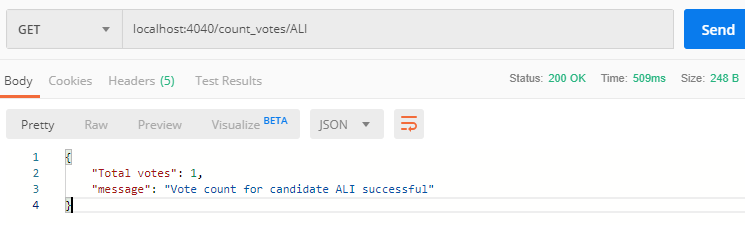 GET localhost:4040/count_votes/ALI Send
Body Cookies Headers (5) Test Results Status: 200 OK Time: 509ms Size: 248 B
Pretty Raw Preview Visualize BETA JSON
1 {
2 "Total votes": 1,
3 "message": "Vote count for candidate ALI successful"
4 }